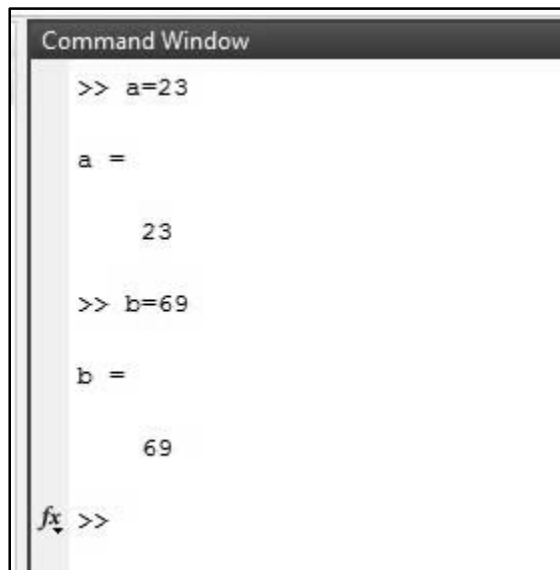 Command Window
>> a=23
a =
23
>> b=69
b =
69
fx >>